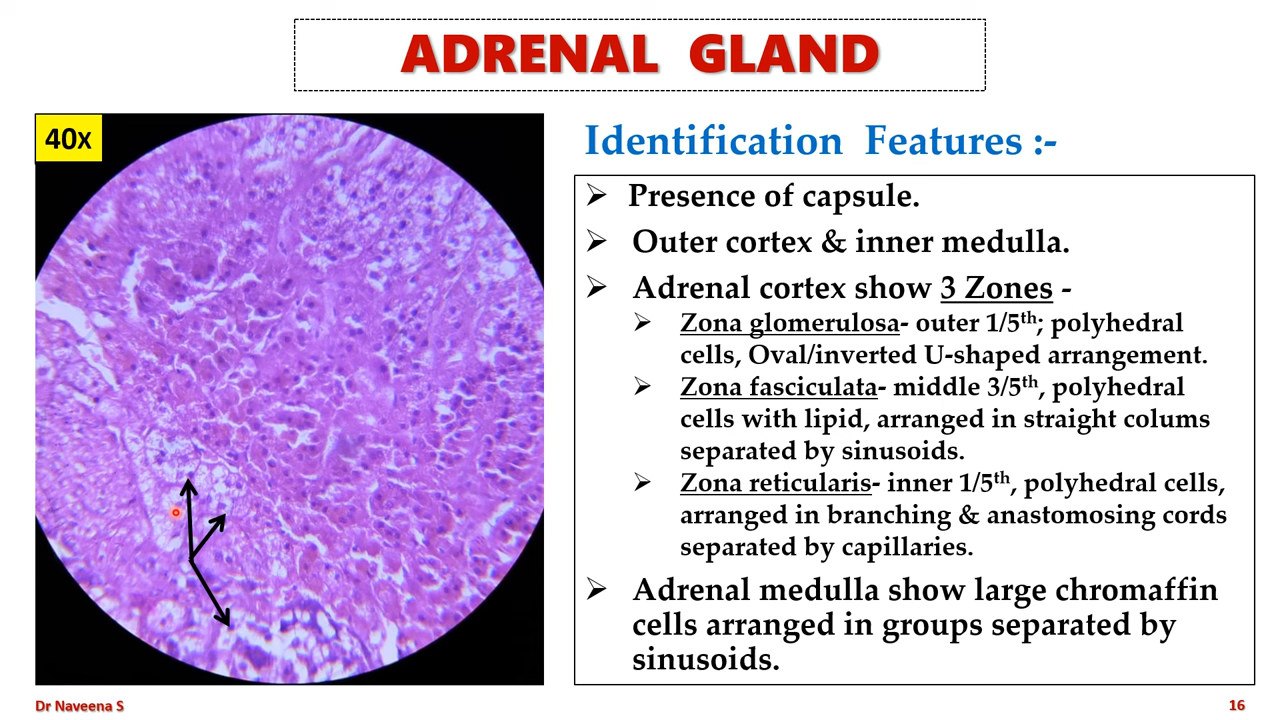 ADRENAL GLAND
40x
Identification Features :-
➢ Presence of capsule.
➢ Outer cortex & inner medulla.
➢ Adrenal cortex show 3 Zones -
➢ Zona glomerulosa- outer 1/5th; polyhedral
cells, Oval/inverted U-shaped arrangement.
➢ Zona fasciculata- middle 3/5th, polyhedral
cells with lipid, arranged in straight colums
separated by sinusoids.
➢ Zona reticularis- inner 1/5th, polyhedral cells,
arranged in branching & anastomosing cords
separated by capillaries.
➢ Adrenal medulla show large chromaffin
cells arranged in groups separated by
sinusoids.
Dr Naveena S
16